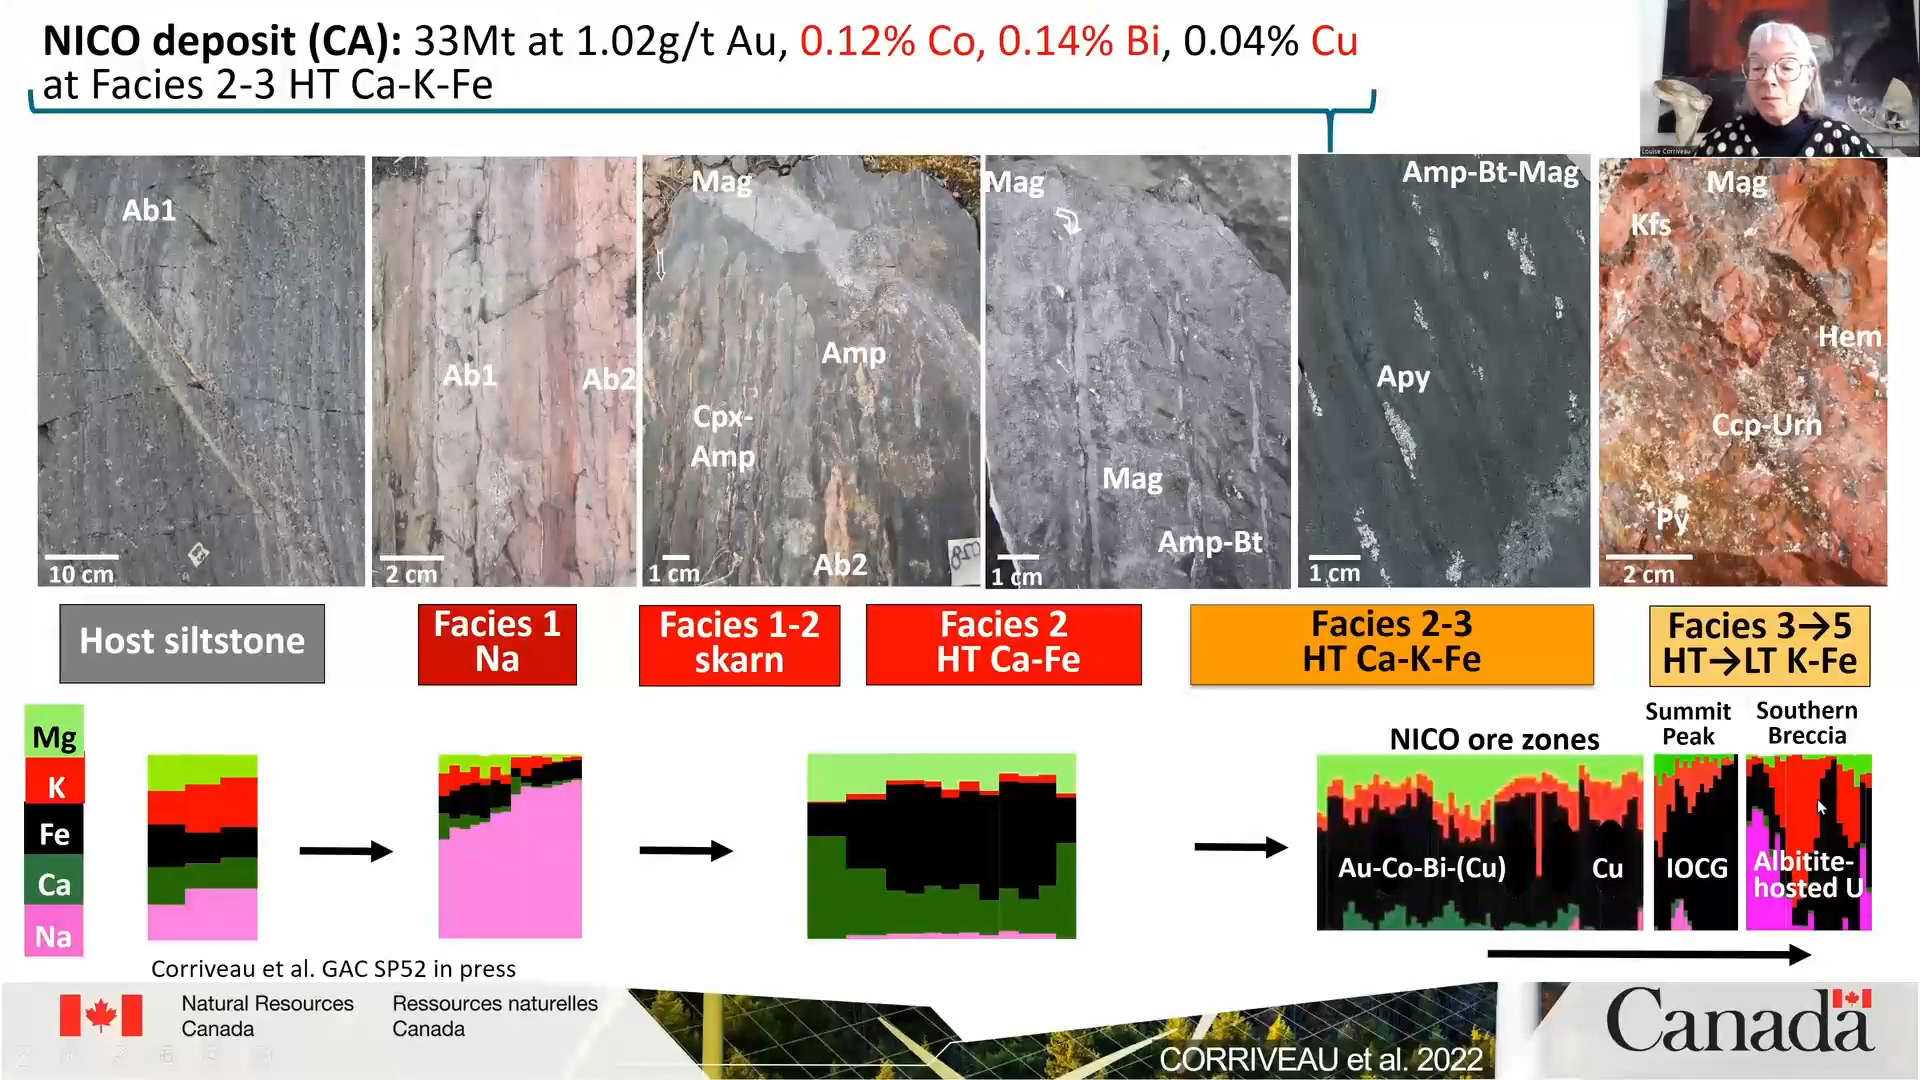 NICO deposit (CA): 33Mt at 1.02g/t Au, 0.12% Co, 0.14% Bi, 0.04% Cu
at Facies 2-3 HT Ca-K-Fe
Louise Corriveau
Ab1
10 cm
Ab1
Ab2
2 cm
Mag
Amp
Cpx-
Amp
Ab2
1 cm
Mag
Mag
Amp-Bt
1 cm
Amp-Bt-Mag
Apy
1 cm
Mag
Kfs
Hem
Ccp-Urn
Py
2 cm
Host siltstone
Facies 1
Na
Facies 1-2
skarn
Facies 2
HT Ca-Fe
Facies 2-3
HT Ca-K-Fe
Facies 3→5
HT→LT K-Fe
Mg
K
Fe
Ca
Na
NICO ore zones
Summit
Peak
Southern
Breccia
Au-Co-Bi-(Cu)
Cu
IOCG
Albitite-
hosted U
Corriveau et al. GAC SP52 in press
Natural Resources
Canada
Ressources naturelles
Canada
CORRIVEAU et al. 2022
Canada